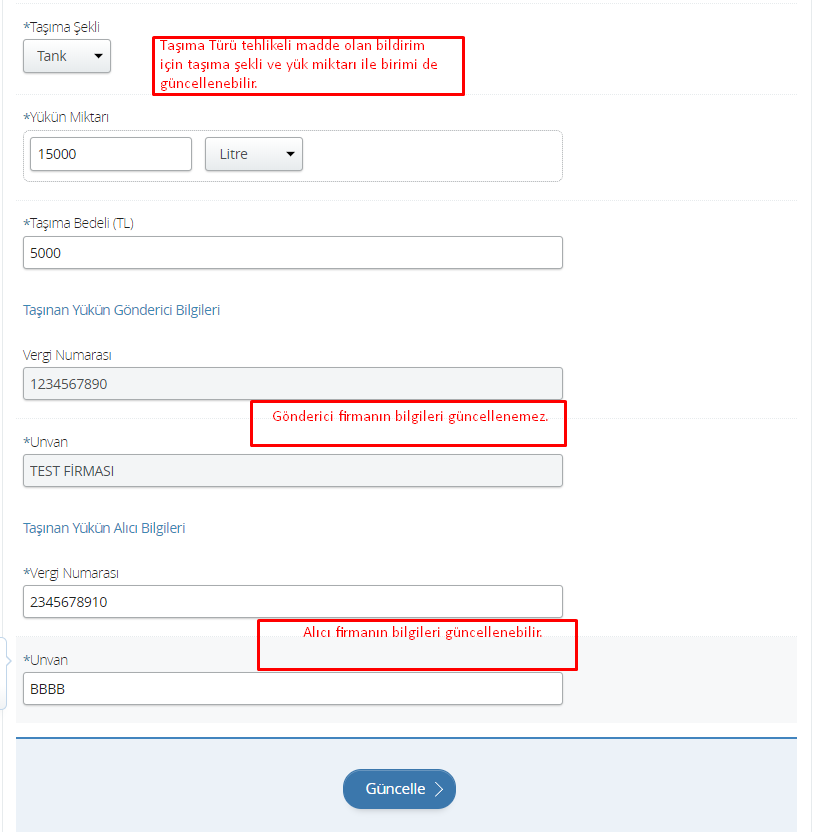 *Taşıma Şekli
Tank
Taşıma Türü tehlikeli madde olan bildirim
için taşıma şekli ve yük miktarı ile birimi de
güncellenebilir.
*Yükün Miktarı
15000
Litre
*Taşıma Bedeli (TL)
5000
Taşınan Yükün Gönderici Bilgileri
Vergi Numarası
1234567890
Gönderici firmanın bilgileri güncellenemez.
*Unvan
TEST FİRMASI
Taşınan Yükün Alıcı Bilgileri
*Vergi Numarası
2345678910
Alıcı firmanın bilgileri güncellenebilir.
*Unvan
BBBB
Güncelle